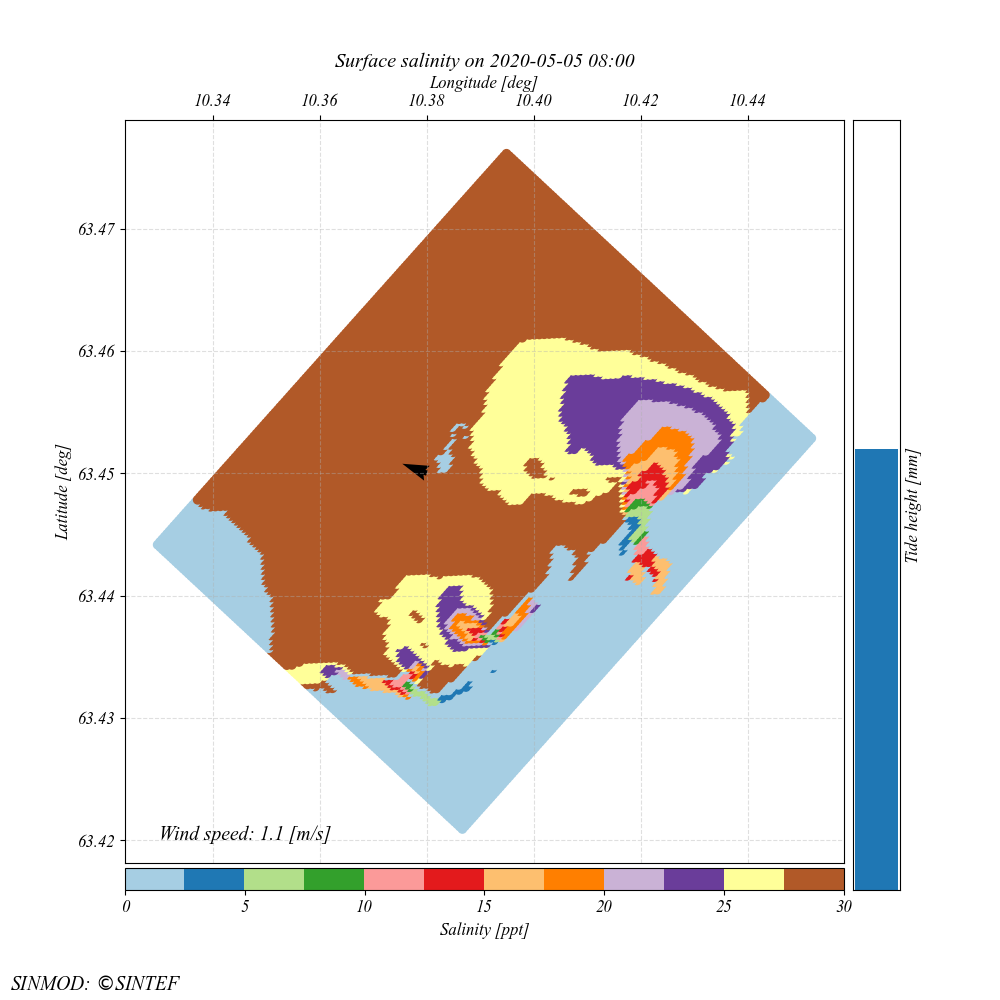 Surface salinity on 2020-05-05 08:00
Longitude [deg]
10.34 10.36 10.38 10.40 10.42 10.44
63.47
63.46
63.45
63.44
63.43
63.42
Latitude [deg]
Tide height [mm]
Wind speed: 1.1 [m/s]
0 5 10 15 20 25 30
Salinity [ppt]
SINMOD: ©SINTEF